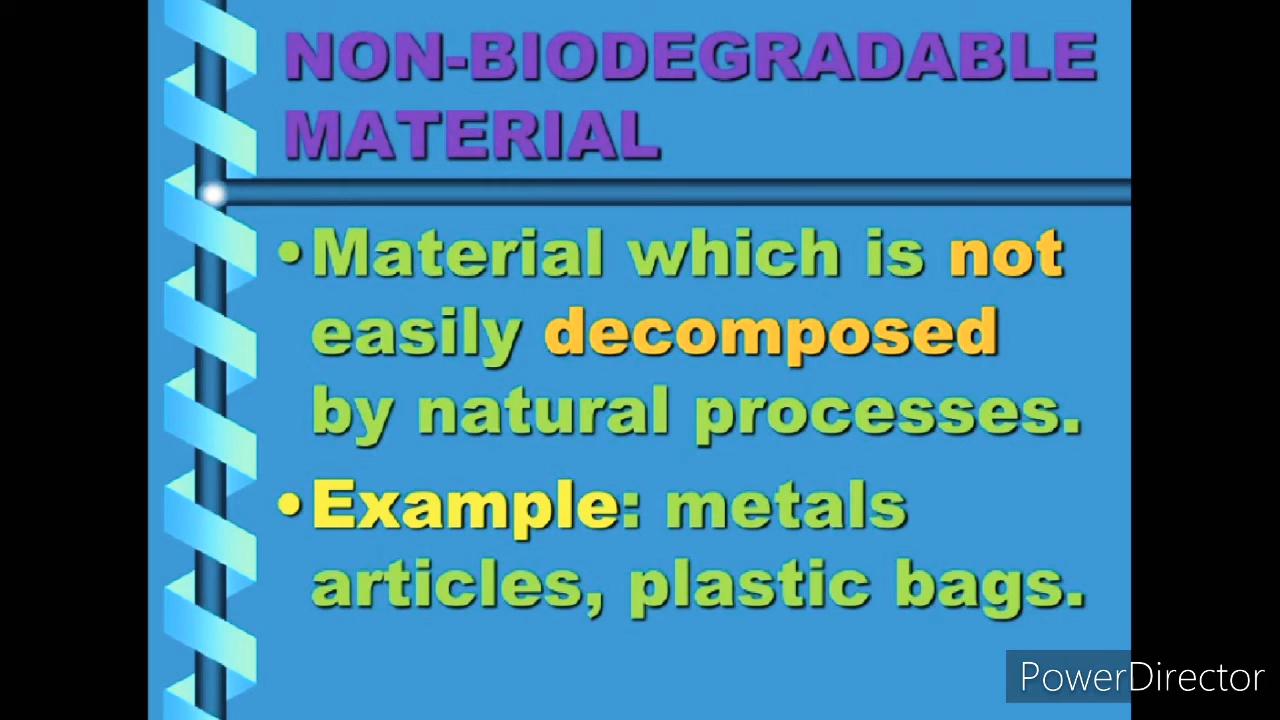 NON-BIODEGRADABLE
MATERIAL
•Material which is not
easily decomposed
by natural processes.
•Example: metals
articles, plastic bags.
PowerDirector